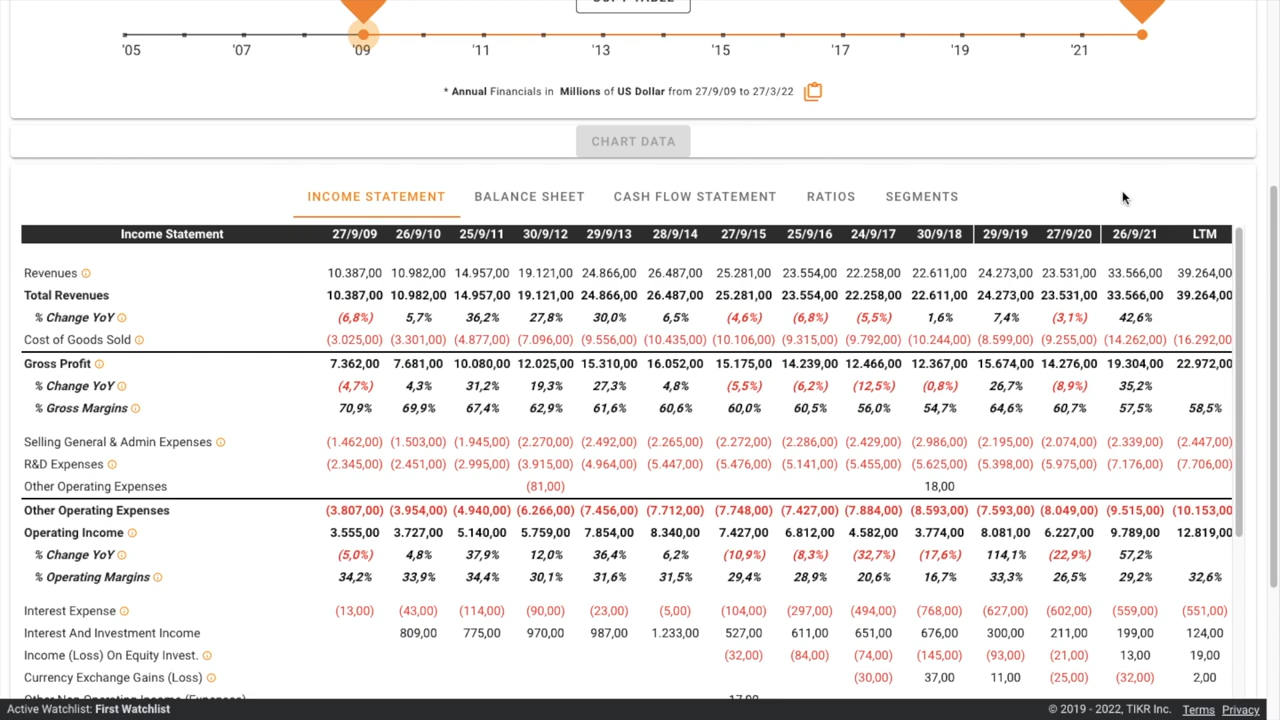 '05 '07 '09 '11 '13 '15 '17 '19 '21
* Annual Financials in Millions of US Dollar from 27/9/09 to 27/3/22
CHART DATA
INCOME STATEMENT BALANCE SHEET CASH FLOW STATEMENT RATIOS SEGMENTS
Income Statement 27/9/09 26/9/10 25/9/11 30/9/12 29/9/13 28/9/14 27/9/15 25/9/16 24/9/17 30/9/18 29/9/19 27/9/20 26/9/21 LTM
Revenues 10.387,00 10.982,00 14.957,00 19.121,00 24.866,00 26.487,00 25.281,00 23.554,00 22.258,00 22.611,00 24.273,00 23.531,00 33.566,00 39.264,00
Total Revenues 10.387,00 10.982,00 14.957,00 19.121,00 24.866,00 26.487,00 25.281,00 23.554,00 22.258,00 22.611,00 24.273,00 23.531,00 33.566,00 39.264,00
% Change YoY (6,8%) 5,7% 36,2% 27,8% 30,0% 6,5% (4,6%) (6,8%) (5,5%) 1,6% 7,4% (3,1%) 42,6%
Cost of Goods Sold (3.025,00) (3.301,00) (4.877,00) (7.096,00) (9.556,00) (10.435,00) (10.106,00) (9.315,00) (9.792,00) (10.244,00) (8.599,00) (9.255,00) (14.262,00) (16.292,00
Gross Profit 7.362,00 7.681,00 10.080,00 12.025,00 15.310,00 16.052,00 15.175,00 14.239,00 12.466,00 12.367,00 15.674,00 14.276,00 19.304,00 22.972,00
% Change YoY (4,7%) 4,3% 31,2% 19,3% 27,3% 4,8% (5,5%) (6,2%) (12,5%) (0,8%) 26,7% (8,9%) 35,2%
% Gross Margins 70,9% 69,9% 67,4% 62,9% 61,6% 60,6% 60,0% 60,5% 56,0% 54,7% 64,6% 60,7% 57,5% 58,5%
Selling General & Admin Expenses (1.462,00) (1.503,00) (1.945,00) (2.270,00) (2.492,00) (2.265,00) (2.272,00) (2.286,00) (2.429,00) (2.986,00) (2.195,00) (2.074,00) (2.339,00) (2.447,00)
R&D Expenses (2.345,00) (2.451,00) (2.995,00) (3.915,00) (4.964,00) (5.447,00) (5.476,00) (5.141,00) (5.455,00) (5.625,00) (5.398,00) (5.975,00) (7.176,00) (7.706,00)
Other Operating Expenses (81,00) 18,00
Other Operating Expenses (3.807,00) (3.954,00) (4.940,00) (6.266,00) (7.456,00) (7.712,00) (7.748,00) (7.427,00) (7.884,00) (8.593,00) (7.593,00) (8.049,00) (9.515,00) (10.153,00
Operating Income 3.555,00 3.727,00 5.140,00 5.759,00 7.854,00 8.340,00 7.427,00 6.812,00 4.582,00 3.774,00 8.081,00 6.227,00 9.789,00 12.819,00
% Change YoY (5,0%) 4,8% 37,9% 12,0% 36,4% 6,2% (10,9%) (8,3%) (32,7%) (17,6%) 114,1% (22,9%) 57,2%
% Operating Margins 34,2% 33,9% 34,4% 30,1% 31,6% 31,5% 29,4% 28,9% 20,6% 16,7% 33,3% 26,5% 29,2% 32,6%
Interest Expense (13,00) (43,00) (114,00) (90,00) (23,00) (5,00) (104,00) (297,00) (494,00) (768,00) (627,00) (602,00) (559,00) (551,00)
Interest And Investment Income 809,00 775,00 970,00 987,00 1.233,00 527,00 611,00 651,00 676,00 300,00 211,00 199,00 124,00
Income (Loss) On Equity Invest. (32,00) (84,00) (74,00) (145,00) (93,00) (21,00) 13,00 19,00
Currency Exchange Gains (Loss) (30,00) 37,00 11,00 (25,00) (32,00) 2,00
Active Watchlist: First Watchlist © 2019 - 2022, TIKR Inc. Terms Privacy